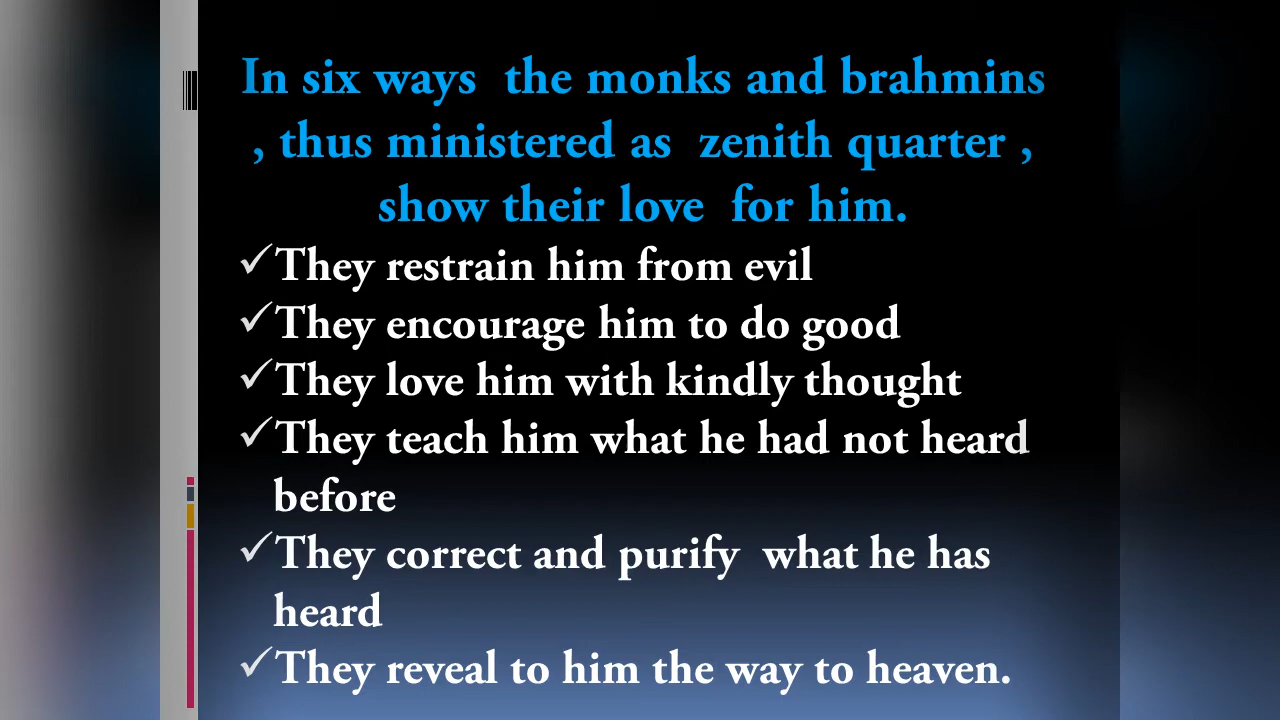 In six ways  the monks and brahmins
, thus ministered as  zenith quarter ,
show their love  for him.
✓They restrain him from evil
✓They encourage him to do good
✓They love him with kindly thought
✓They teach him what he had not heard
before
✓They correct and purify  what he has
heard
✓They reveal to him the way to heaven.